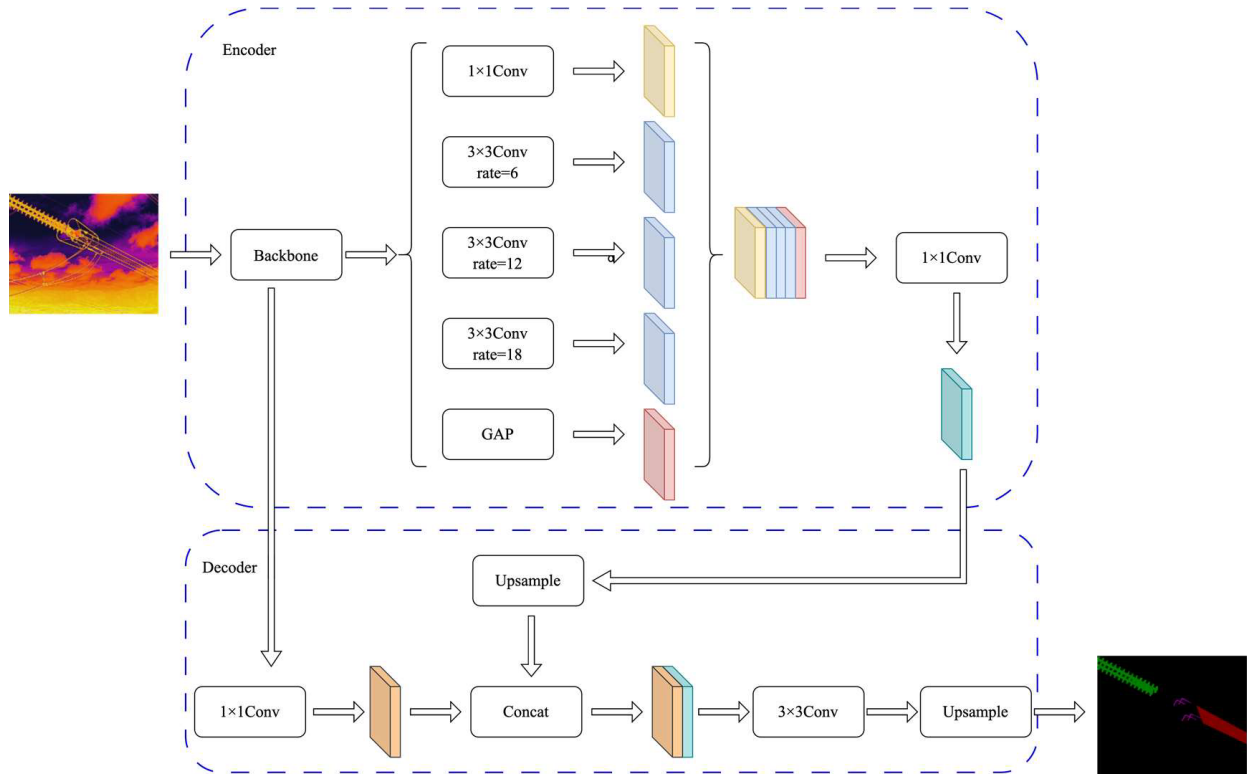 Encoder
1×1Conv
3×3Conv
rate=6
Backbone
3×3Conv
rate=12
1×1Conv
3×3Conv
rate=18
GAP
Decoder
Upsample
1×1Conv
Concat
3×3Conv
Upsample